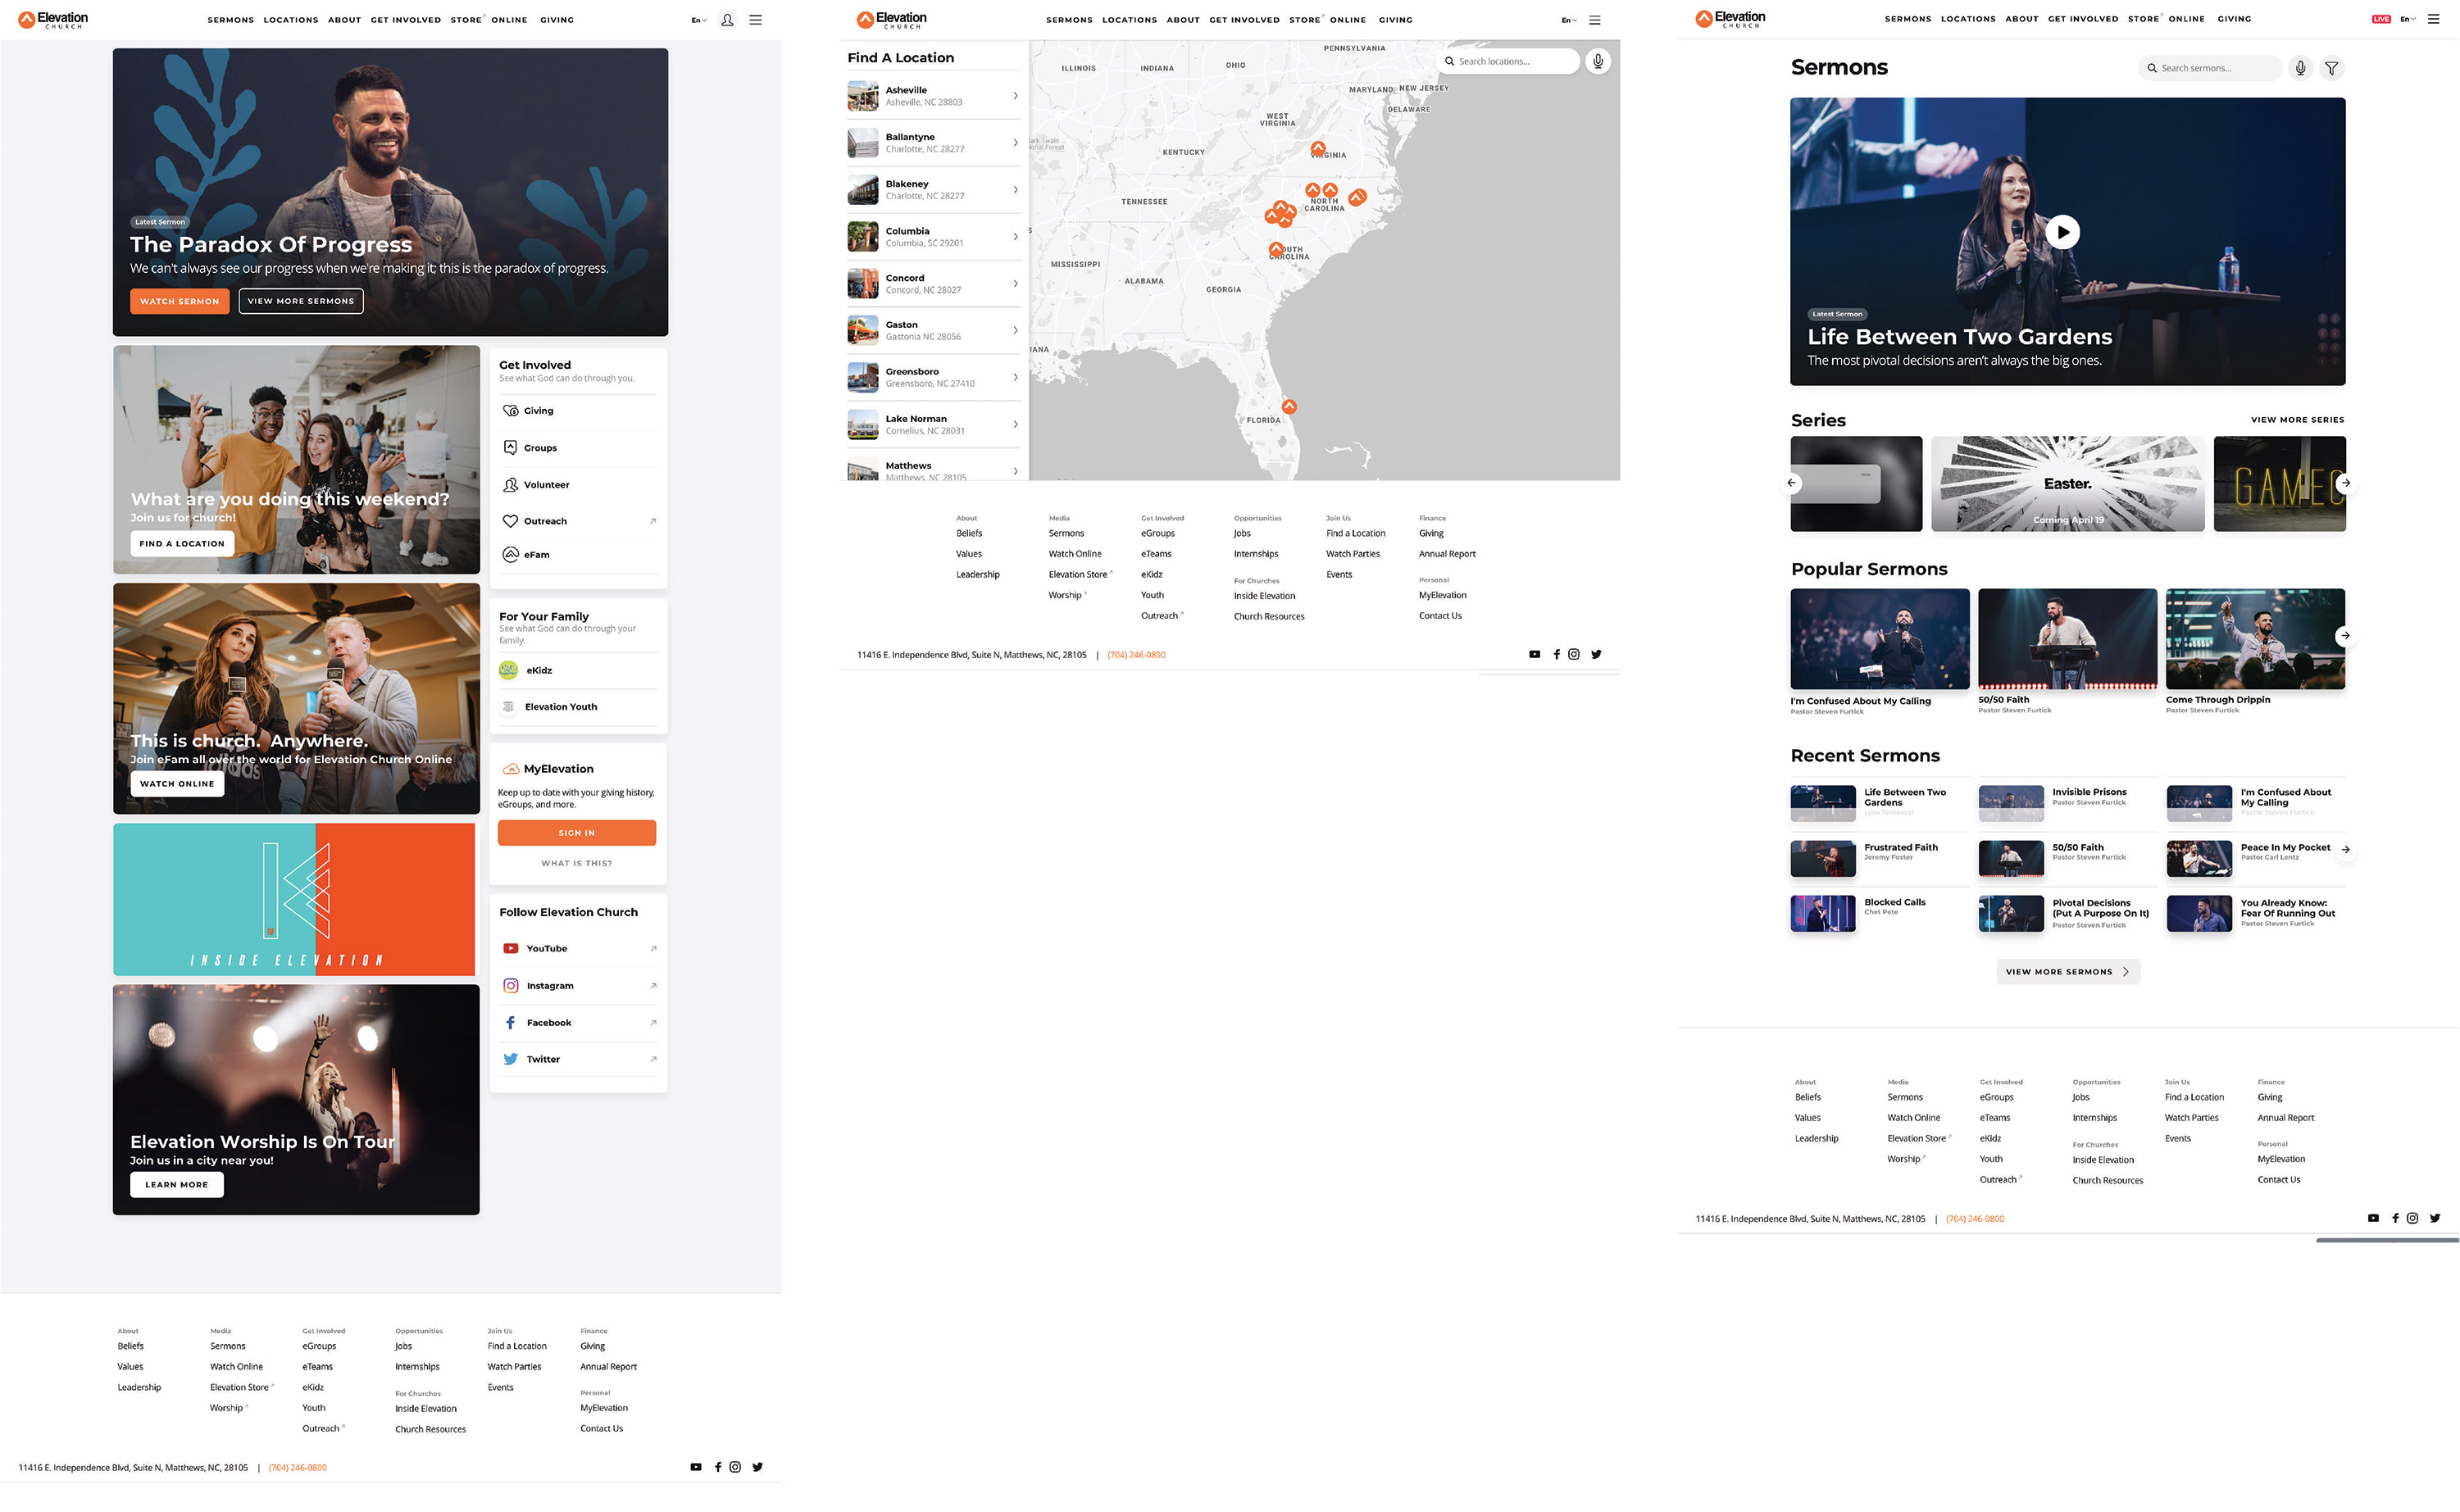 Elevation
CHURCH
SERMONS LOCATIONS ABOUT GET INVOLVED STORE ONLINE GIVING
En
Latest Sermon
The Paradox Of Progress
We can't always see our progress when we're making it; this is the paradox of progress.
WATCH SERMON
VIEW MORE SERMONS
What are you doing this weekend?
Join us for church!
FIND A LOCATION
This is church. Anywhere.
Join eFam all over the world for Elevation Church Online
WATCH ONLINE
INSIDE ELEVATION
Elevation Worship Is On Tour
Join us in a city near you!
LEARN MORE
Get Involved
See what God can do through you.
Giving
Groups
Volunteer
Outreach
eFam
For Your Family
See what God can do through your
family.
eKidz
Elevation Youth
MyElevation
Keep up to date with your giving history,
eGroups, and more.
SIGN IN
WHAT IS THIS?
Follow Elevation Church
YouTube
Instagram
Facebook
Twitter
About
Beliefs
Values
Leadership
Media
Sermons
Watch Online
Elevation Store
Worship
Get Involved
eGroups
eTeams
eKidz
Youth
Outreach
Opportunities
Jobs
Internships
For Churches
Inside Elevation
Church Resources
Join Us
Find a Location
Watch Parties
Events
Finance
Giving
Annual Report
Personal
MyElevation
Contact Us
11416 E. Independence Blvd, Suite N, Matthews, NC, 28105 | (704) 246-0800
Elevation
CHURCH
SERMONS LOCATIONS ABOUT GET INVOLVED STORE ONLINE GIVING
En
Find A Location
Asheville
Asheville, NC 28803
Ballantyne
Charlotte, NC 28277
Blakeney
Charlotte, NC 28277
Columbia
Columbia, SC 29201
Concord
Concord, NC 28027
Gaston
Gastonia NC 28056
Greensboro
Greensboro, NC 27410
Lake Norman
Cornelius, NC 28031
Matthews
Matthews, NC 28105
Search locations...
PENNSYLVANIA
ILLINOIS
INDIANA
OHIO
MARYLAND
NEW JERSEY
DELAWARE
WEST
VIRGINIA
KENTUCKY
VIRGINIA
TENNESSEE
NORTH
CAROLINA
SOUTH
CAROLINA
MISSISSIPPI
ALABAMA
GEORGIA
IANA
FLORIDA
About
Beliefs
Values
Leadership
Media
Sermons
Watch Online
Elevation Store
Worship
Get Involved
eGroups
eTeams
eKidz
Youth
Outreach
Opportunities
Jobs
Internships
For Churches
Inside Elevation
Church Resources
Join Us
Find a Location
Watch Parties
Events
Finance
Giving
Annual Report
Personal
MyElevation
Contact Us
11416 E. Independence Blvd, Suite N, Matthews, NC, 28105 | (704) 246-0800
Elevation
CHURCH
SERMONS LOCATIONS ABOUT GET INVOLVED STORE ONLINE GIVING
LIVE En
Sermons
Search sermons...
Latest Sermon
Life Between Two Gardens
The most pivotal decisions aren't always the big ones.
Series
VIEW MORE SERIES
Easter.
Coming April 19
GAMEC
Popular Sermons
I'm Confused About My Calling
Pastor Steven Furtick
50/50 Faith
Pastor Steven Furtick
Come Through Drippin
Pastor Steven Furtick
Recent Sermons
Life Between Two
Gardens
Invisible Prisons
Pastor Steven Furtick
I'm Confused About
My Calling
Pastor Steven Furtick
Frustrated Faith
Jeremy Foster
50/50 Faith
Pastor Steven Furtick
Peace In My Pocket
Pastor Carl Lentz
Blocked Calls
Chet Pete
Pivotal Decisions
(Put A Purpose On It)
Pastor Steven Furtick
You Already Know:
Fear Of Running Out
Pastor Steven Furtick
VIEW MORE SERMONS
About
Beliefs
Values
Leadership
Media
Sermons
Watch Online
Elevation Store
Worship
Get Involved
eGroups
eTeams
eKidz
Youth
Outreach
Opportunities
Jobs
Internships
For Churches
Inside Elevation
Church Resources
Join Us
Find a Location
Watch Parties
Events
Finance
Giving
Annual Report
Personal
MyElevation
Contact Us
11416 E. Independence Blvd, Suite N, Matthews, NC, 28105 | (704) 246-0800